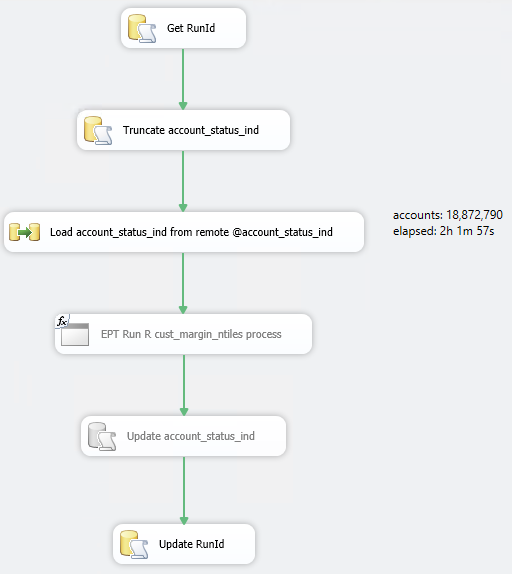 Get RunId
Truncate account_status_ind
Load account_status_ind from remote @account_status_ind
accounts: 18,872,790
elapsed: 2h 1m 57s
fx
EPT Run R cust_margin_ntiles process
Update account_status_ind
Update RunId